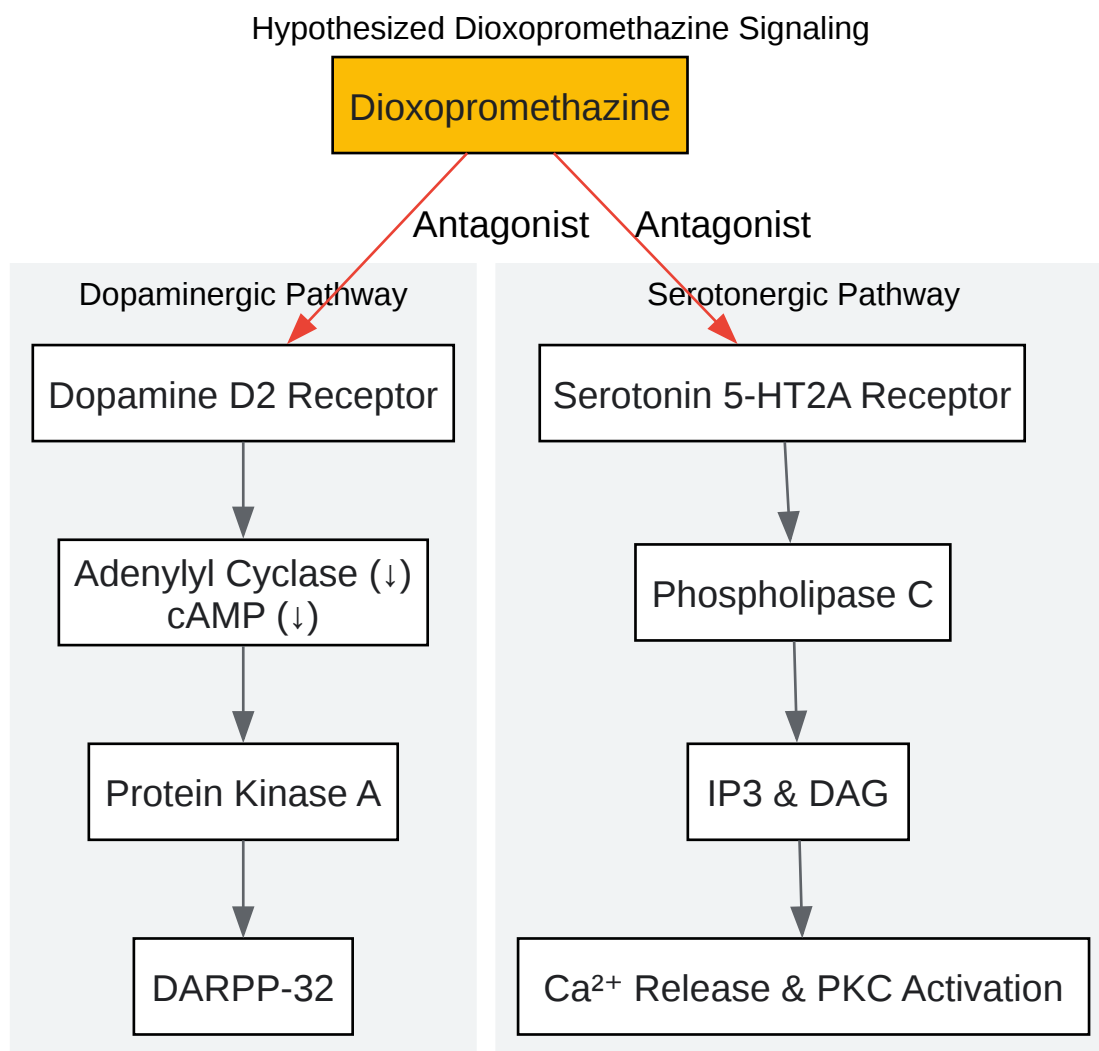 Hypothesized Dioxopromethazine Signaling
Dioxopromethazine
Antagonist
Antagonist
Dopaminergic Pathway
Dopamine D2 Receptor
Adenylyl Cyclase (↓)
cAMP (↓)
Protein Kinase A
DARPP-32
Serotonergic Pathway
Serotonin 5-HT2A Receptor
Phospholipase C
IP3 & DAG
Ca²⁺ Release & PKC Activation